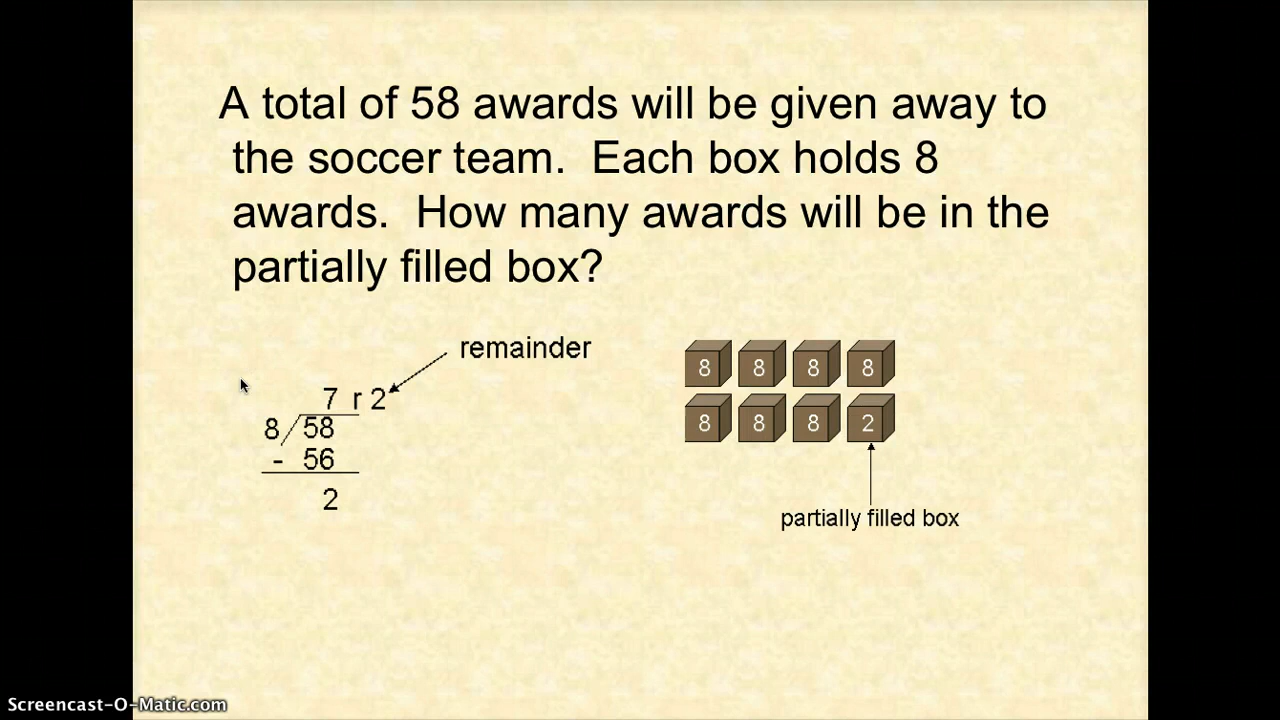 A total of 58 awards will be given away to
the soccer team. Each box holds 8
awards. How many awards will be in the
partially filled box?
remainder
7 r 2
8 58
- 56
2
8 8 8 8
8 8 8 2
partially filled box
Screencast-O-Matic.com